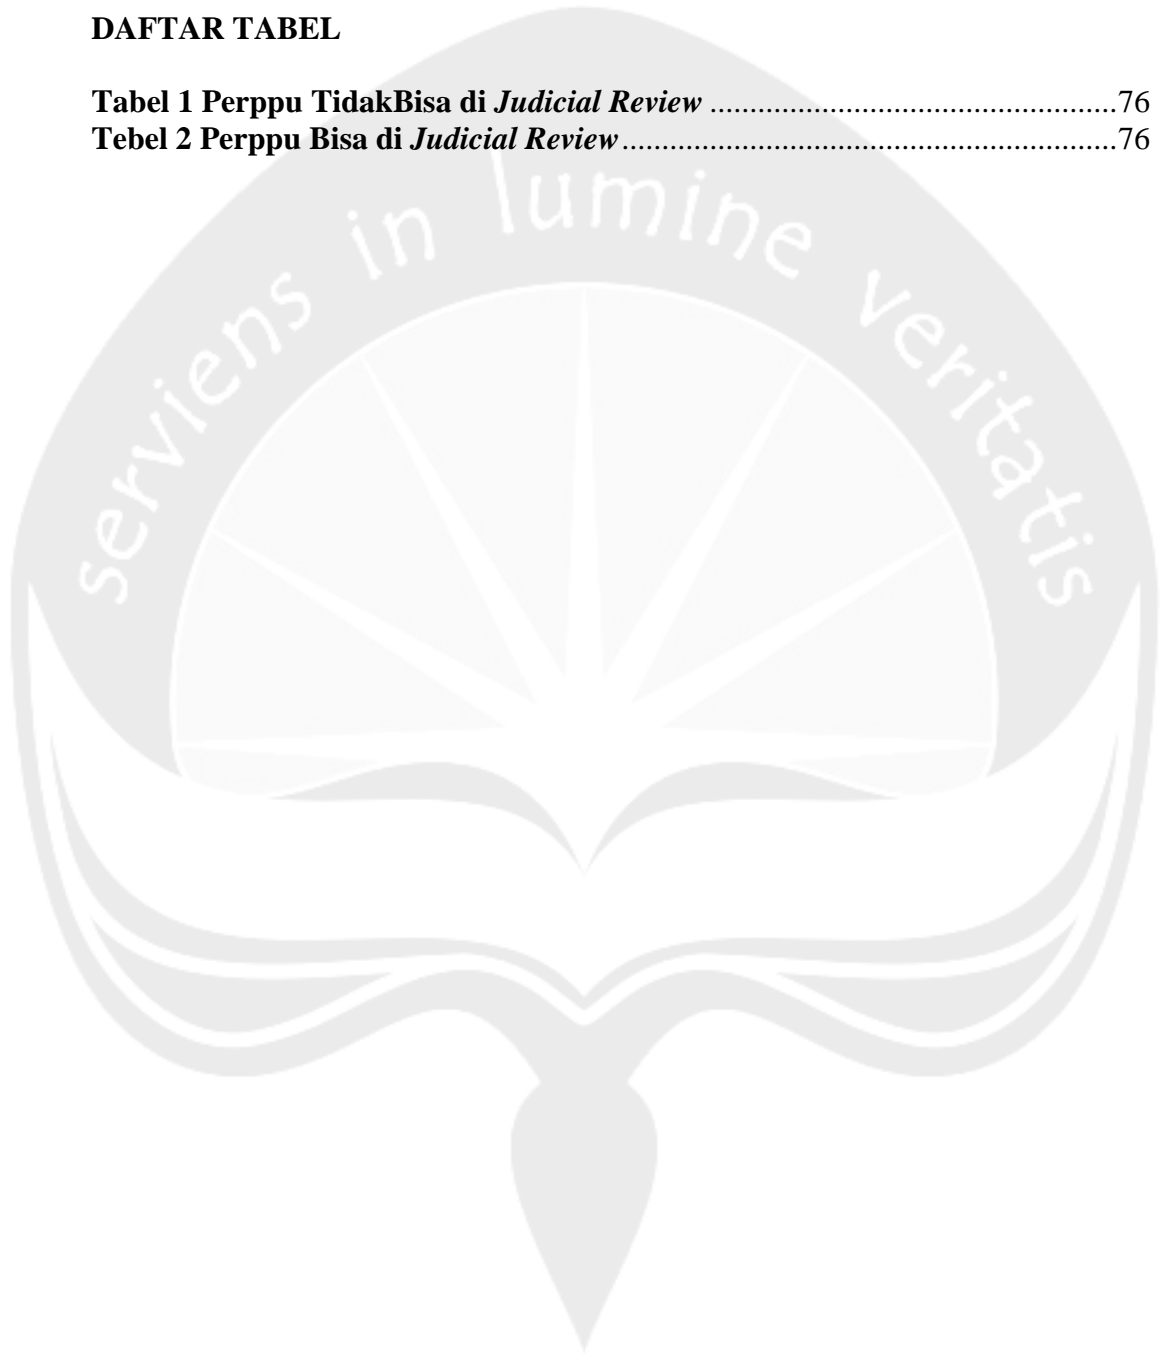 DAFTAR TABEL
Tabel 1 Perppu TidakBisa di Judicial Review ..................................................76
Tebel 2 Perppu Bisa di Judicial Review.............................................................76
serviens in lumine veritatis